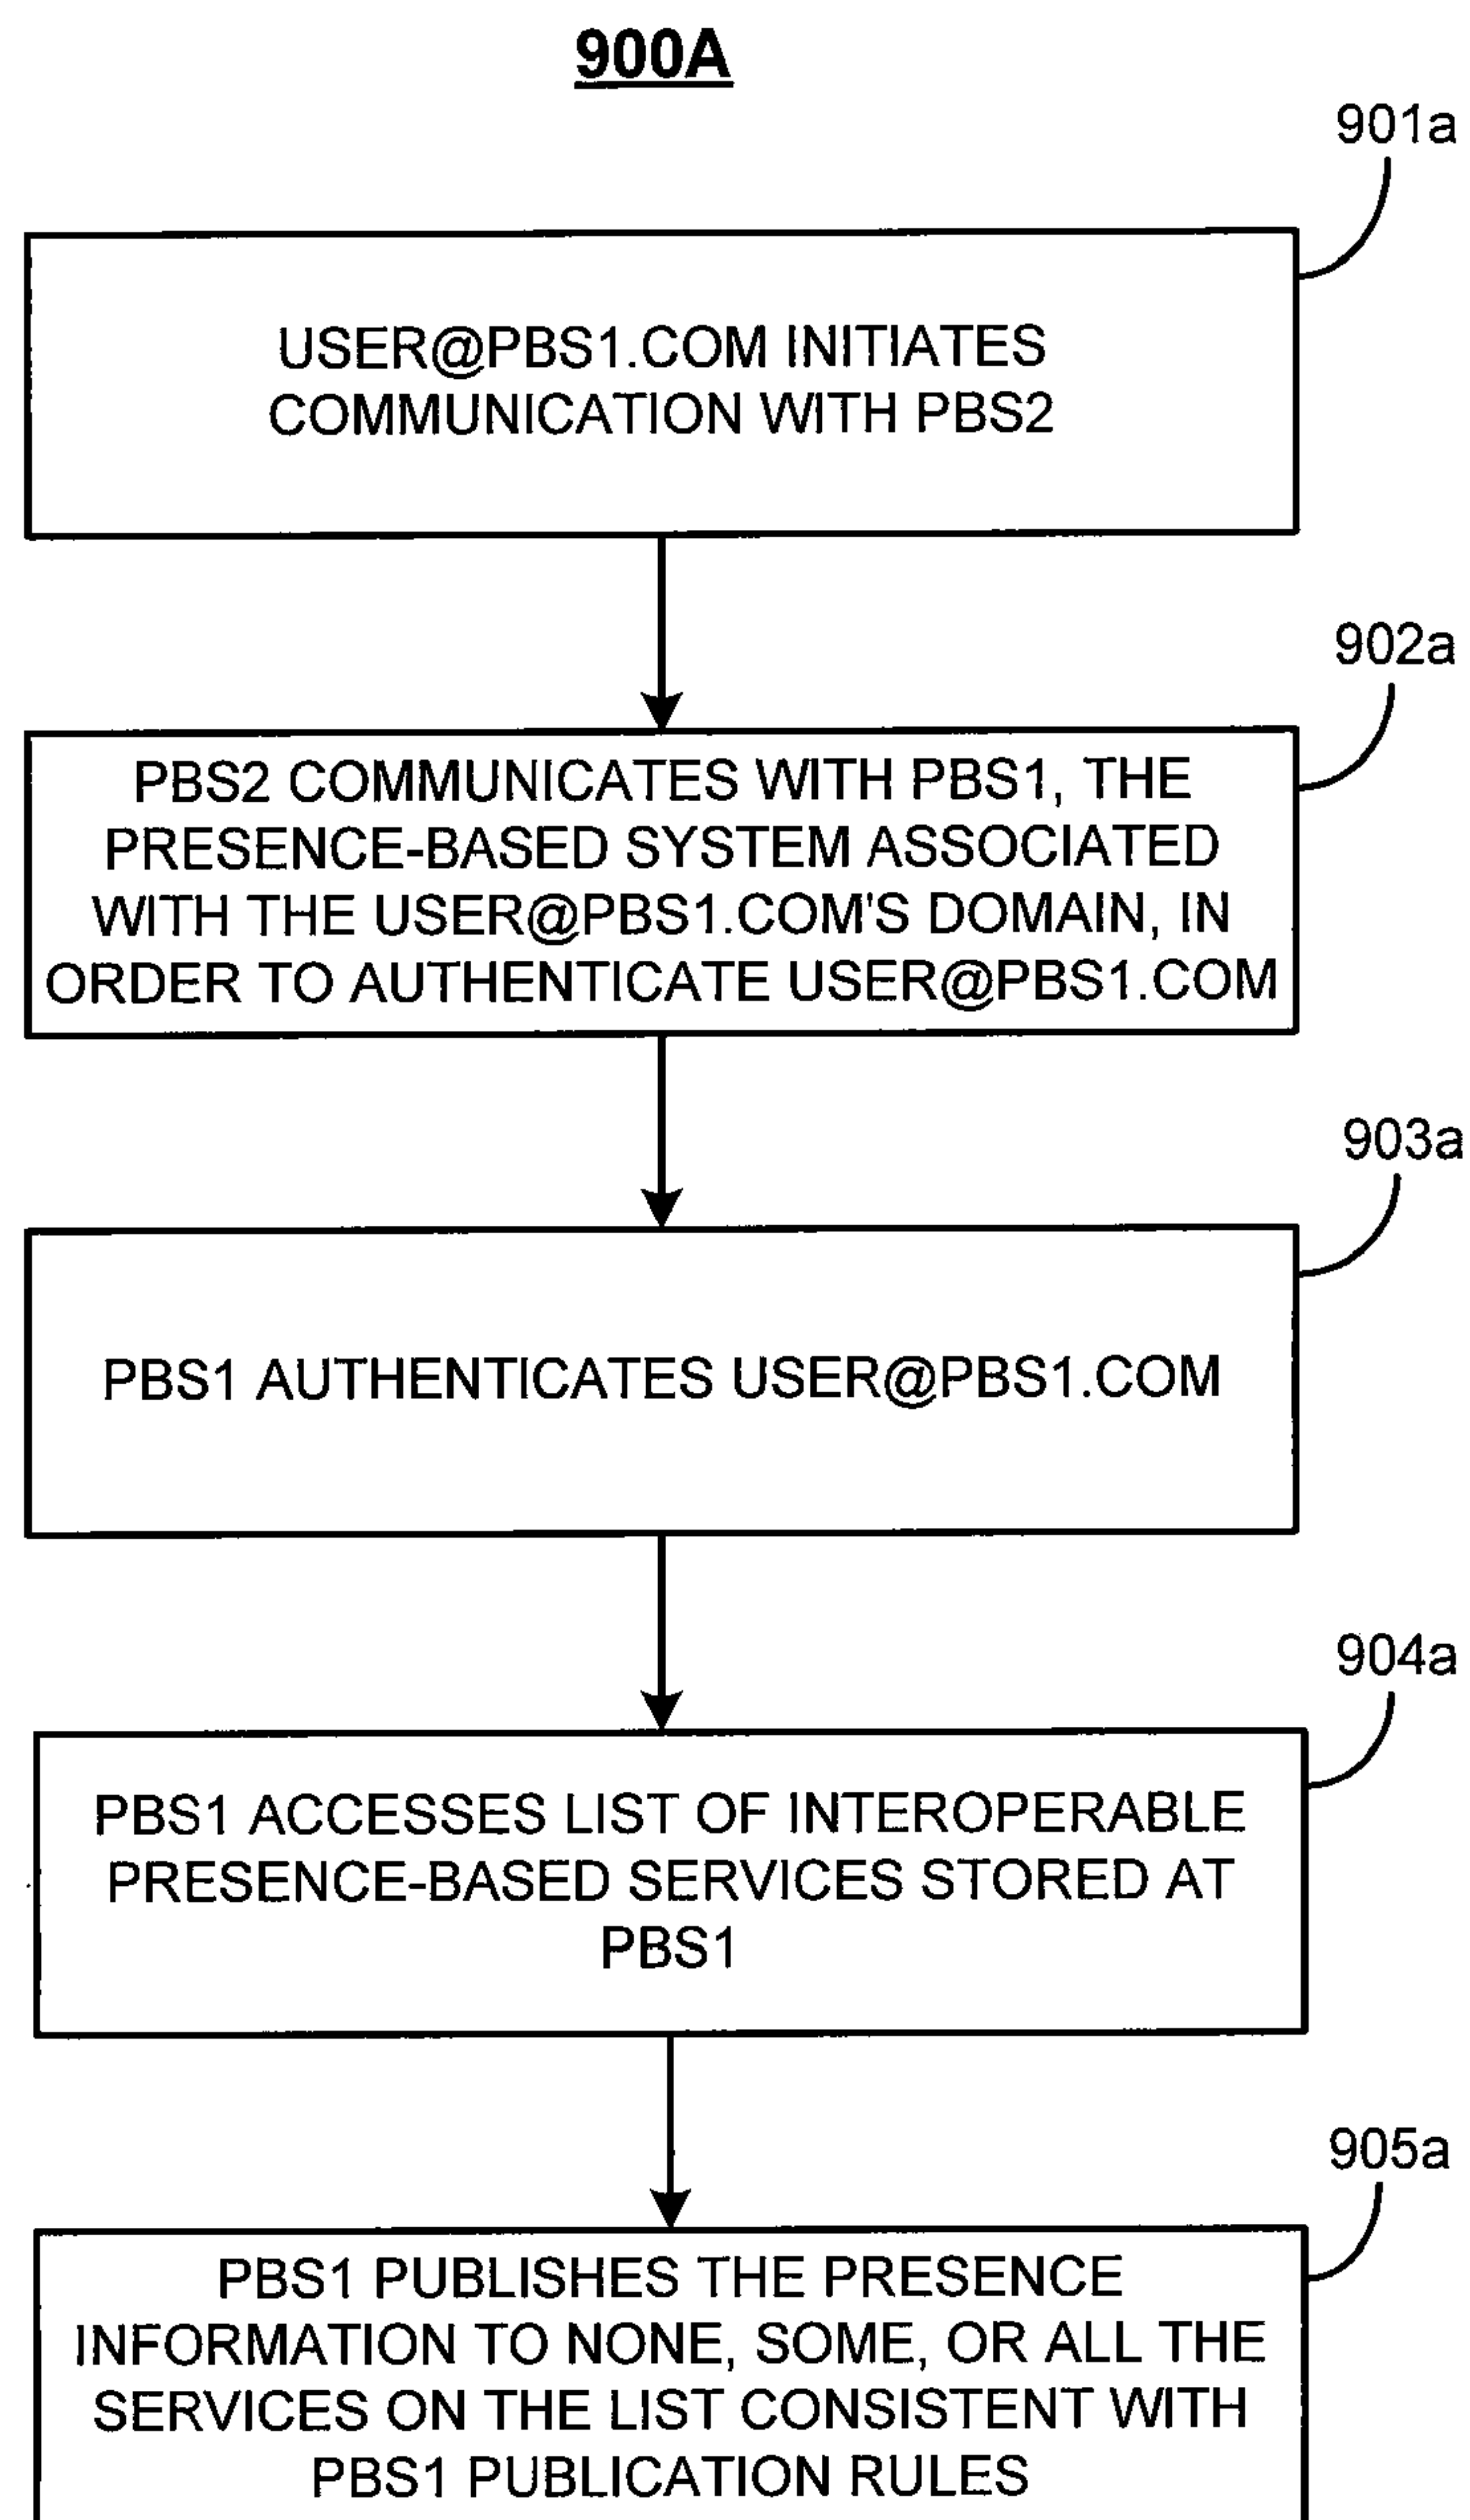 900A
901a
USER@PBS1.COM INITIATES
COMMUNICATION WITH PBS2
902a
PBS2 COMMUNICATES WITH PBS1, THE
PRESENCE-BASED SYSTEM ASSOCIATED
WITH THE USER@PBS1.COM'S DOMAIN, IN
ORDER TO AUTHENTICATE USER@PBS1.COM
903a
PBS1 AUTHENTICATES USER@PBS1.COM
904a
PBS1 ACCESSES LIST OF INTEROPERABLE
PRESENCE-BASED SERVICES STORED AT
PBS1
905a
PBS1 PUBLISHES THE PRESENCE
INFORMATION TO NONE, SOME, OR ALL THE
SERVICES ON THE LIST CONSISTENT WITH
PBS1 PUBLICATION RULES